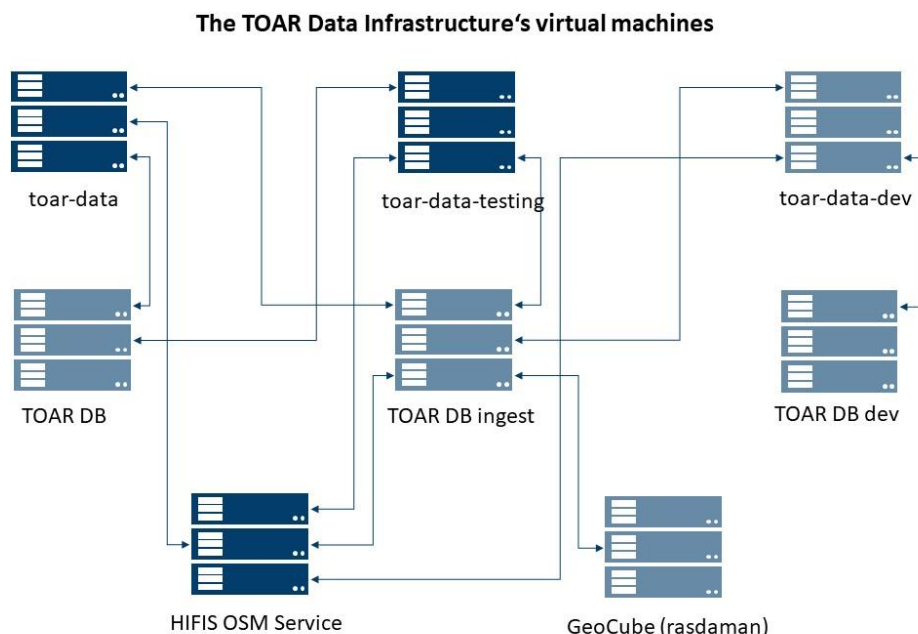 The TOAR Data Infrastructure‘s virtual machines
toar-data
toar-data-testing
toar-data-dev
TOAR DB
TOAR DB ingest
TOAR DB dev
HIFIS OSM Service
GeoCube (rasdaman)